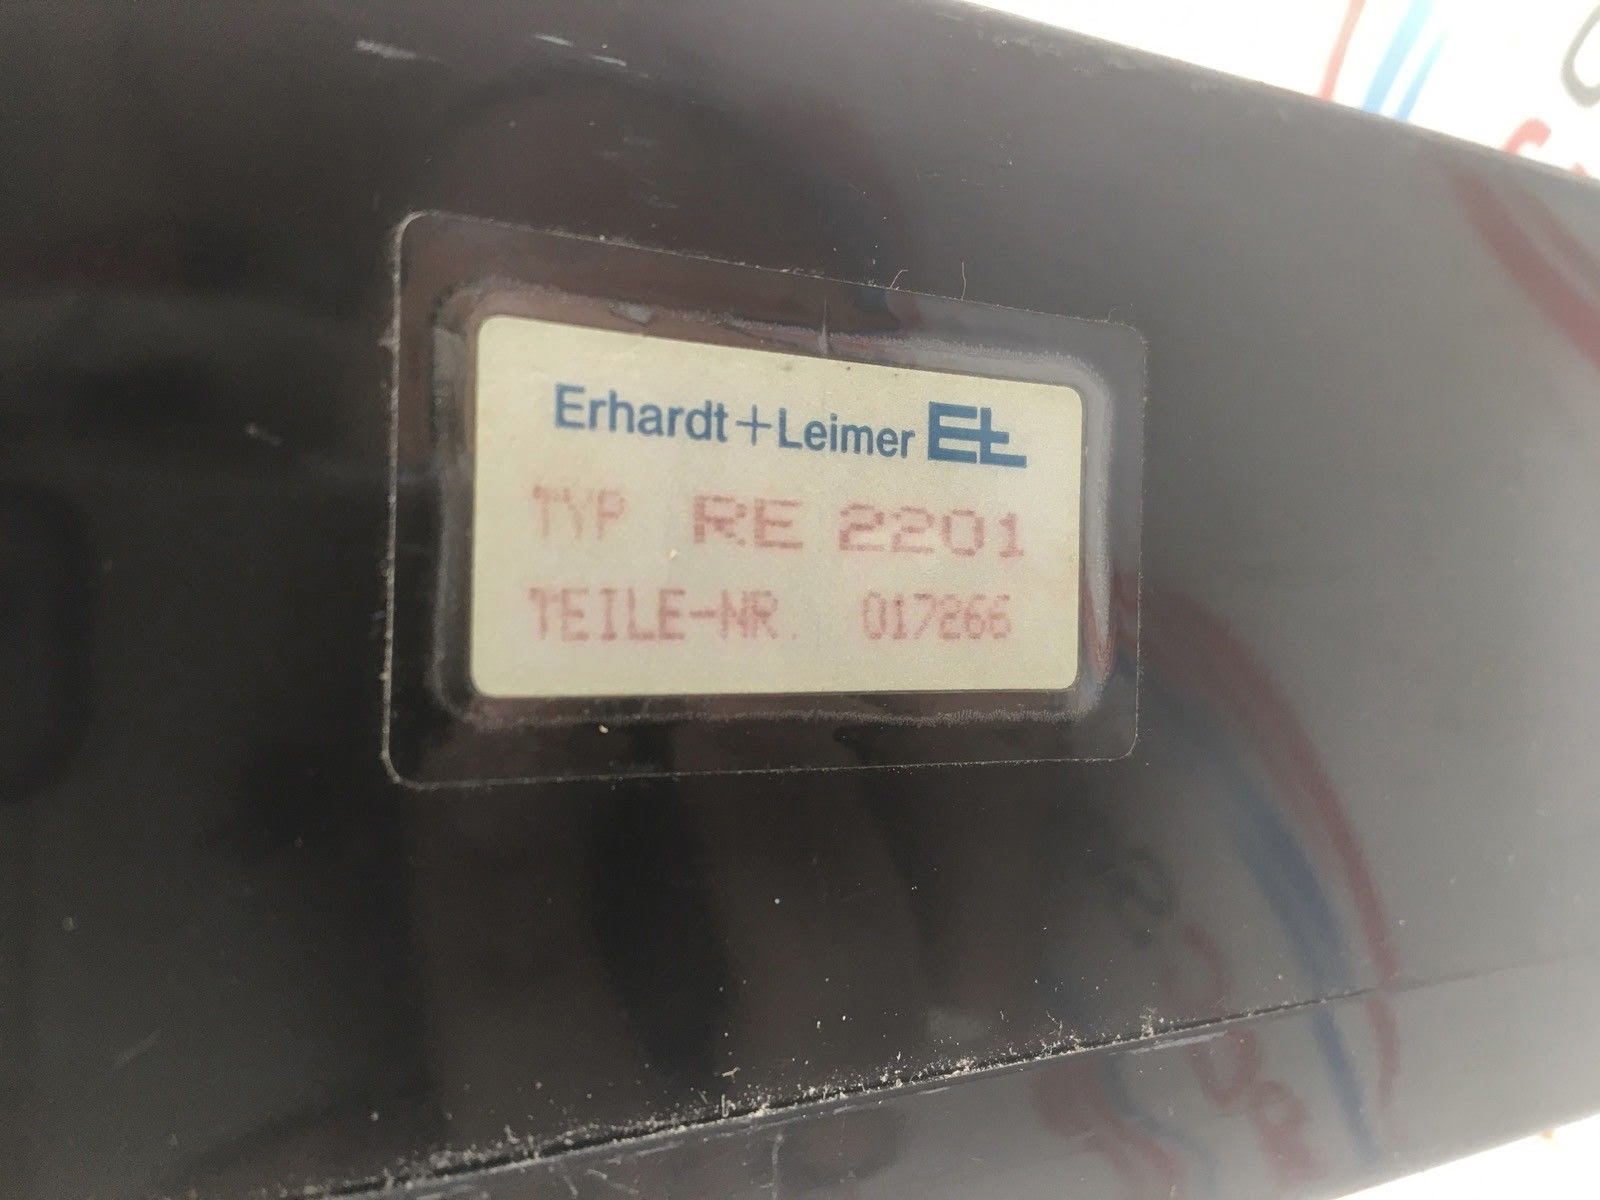 Erhardt+Leimer EL
TYP RE 2201
TEILE-NR. 017266